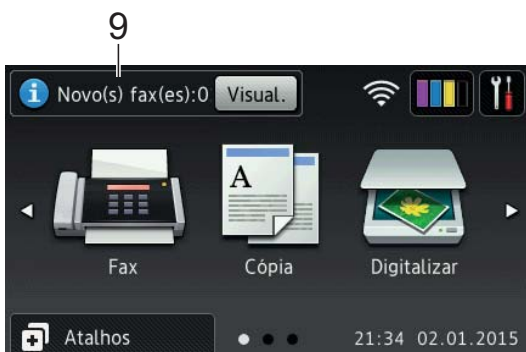 9
Novo(s) fax(es):0 Visual.
A
Fax Cópia Digitalizar
Atalhos 21:34 02.01.2015